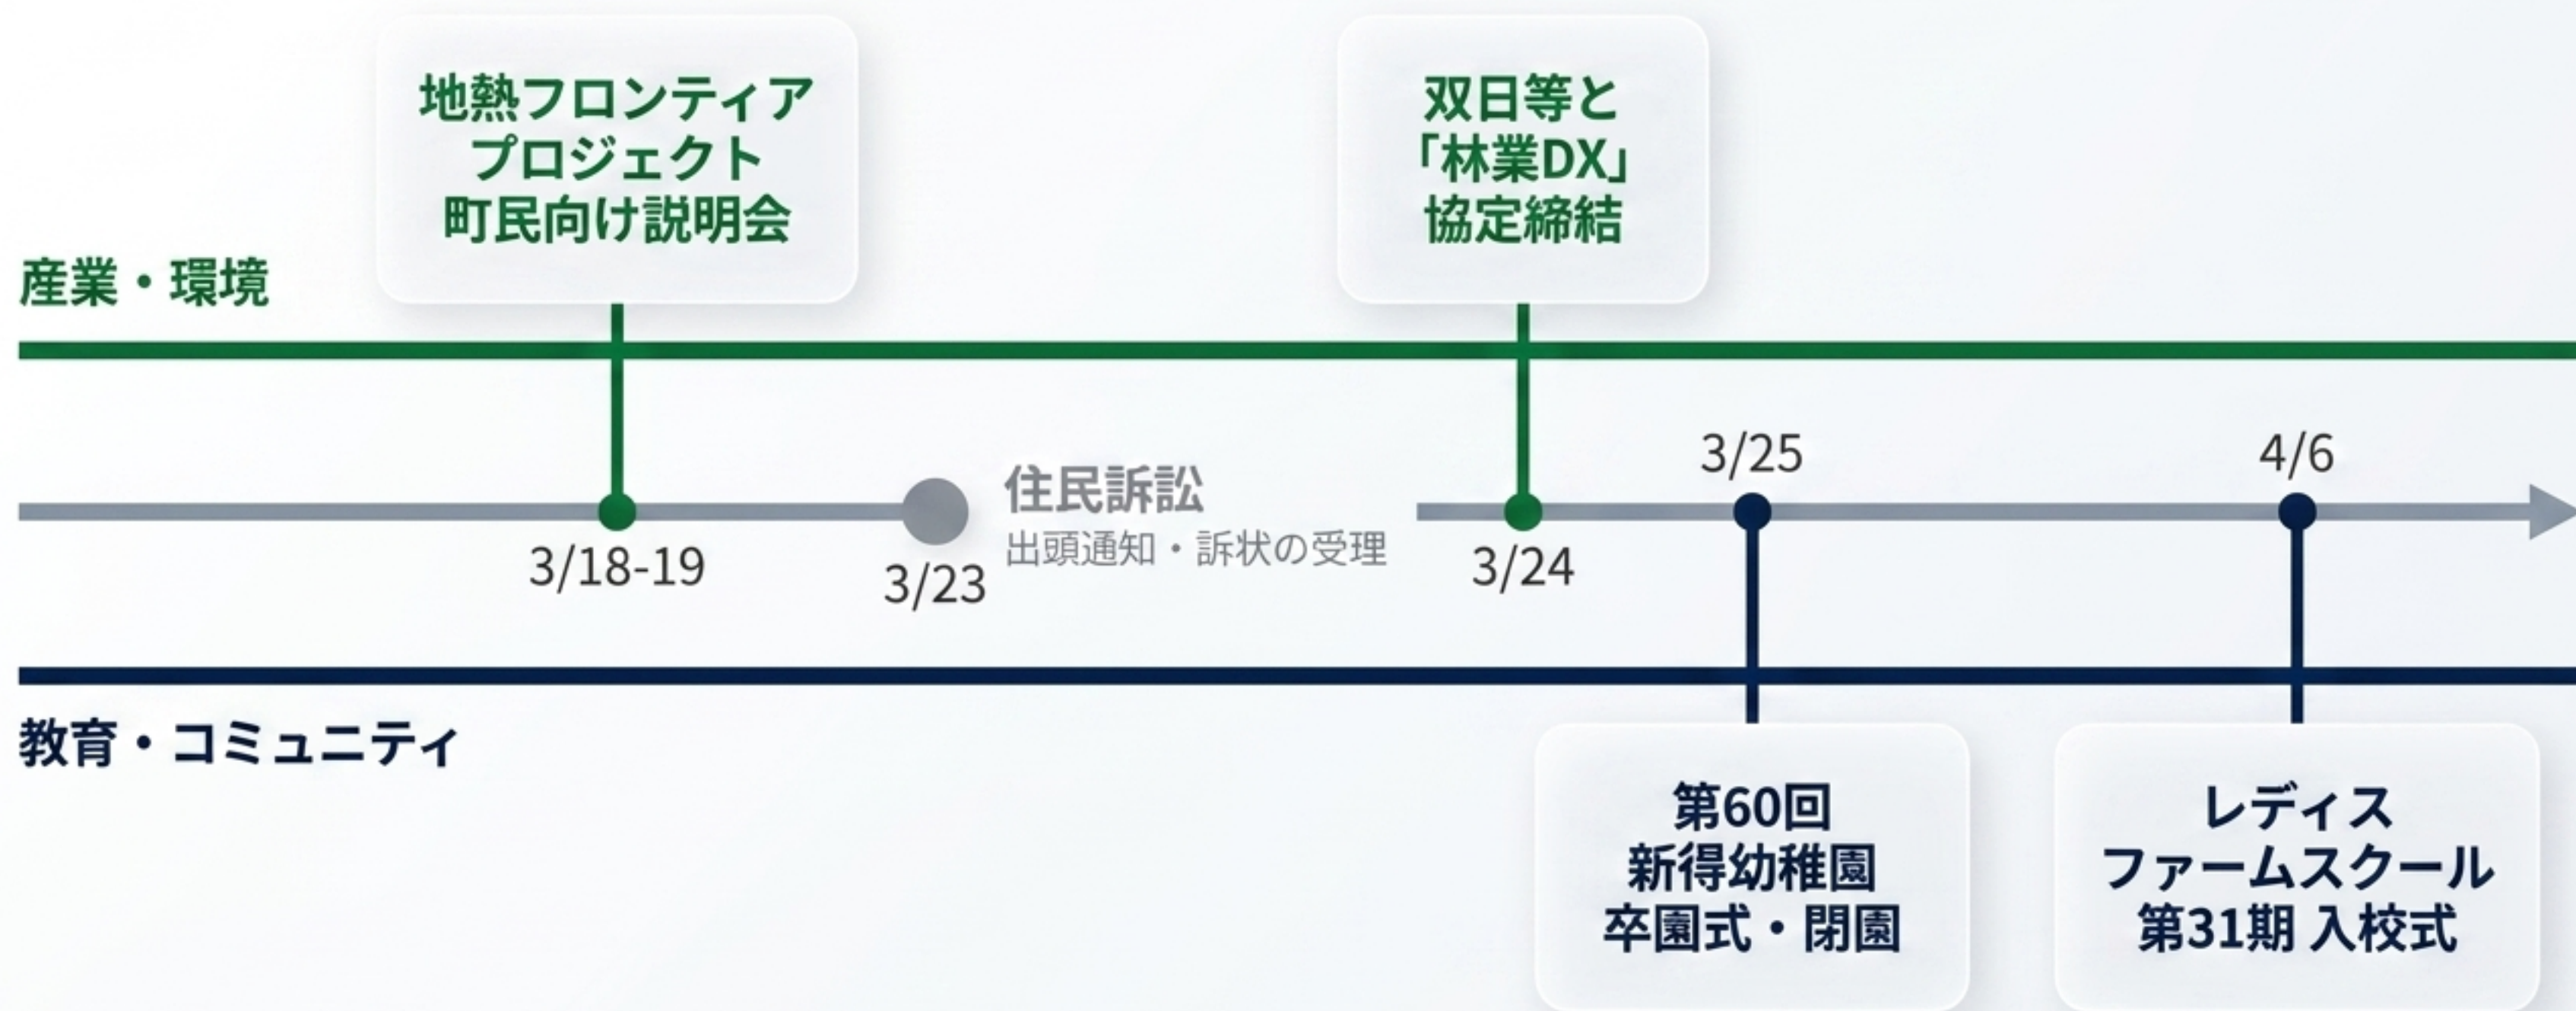 地熱フロンティア
プロジェクト
町民向け説明会
双日等と
「林業DX」
協定締結
産業・環境
3/18-19
3/23
住民訴訟
出頭通知・訴状の受理
3/24
3/25
4/6
教育・コミュニティ
第60回
新得幼稚園
卒園式・閉園
レディス
ファームスクール
第31期 入校式